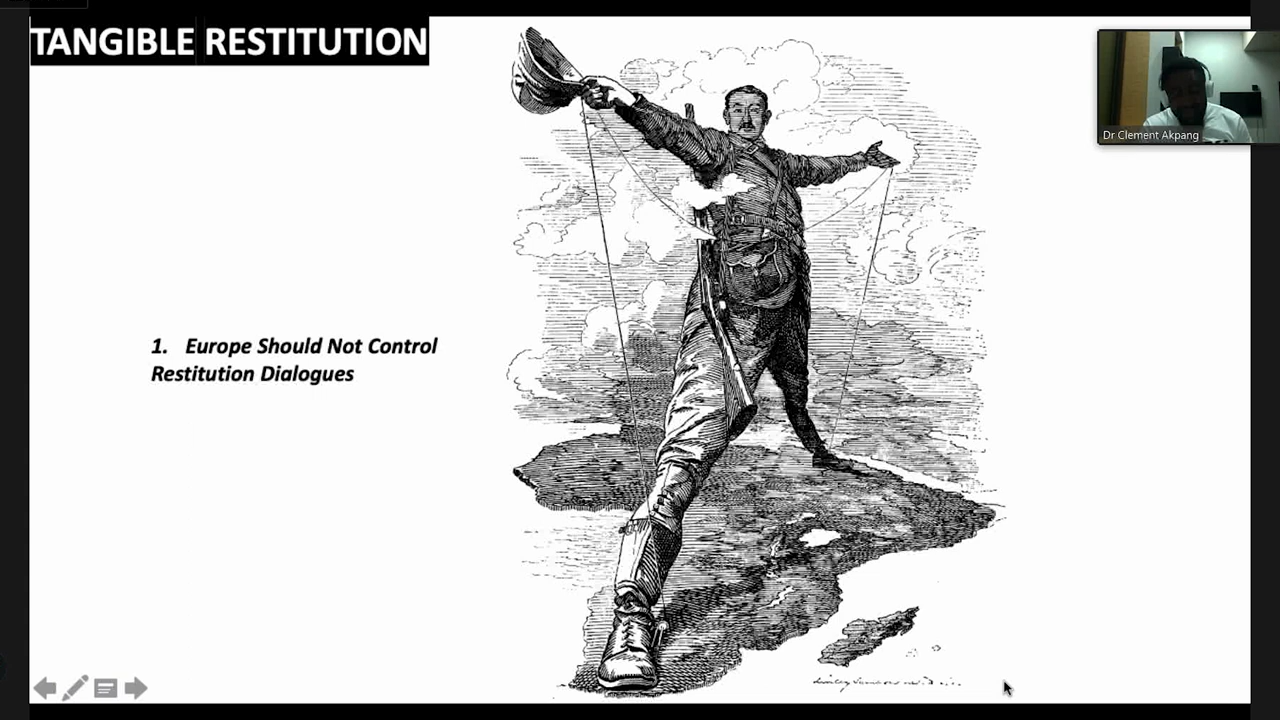 TANGIBLE RESTITUTION
Dr Clement Akpang
1. Europe Should Not Control
Restitution Dialogues